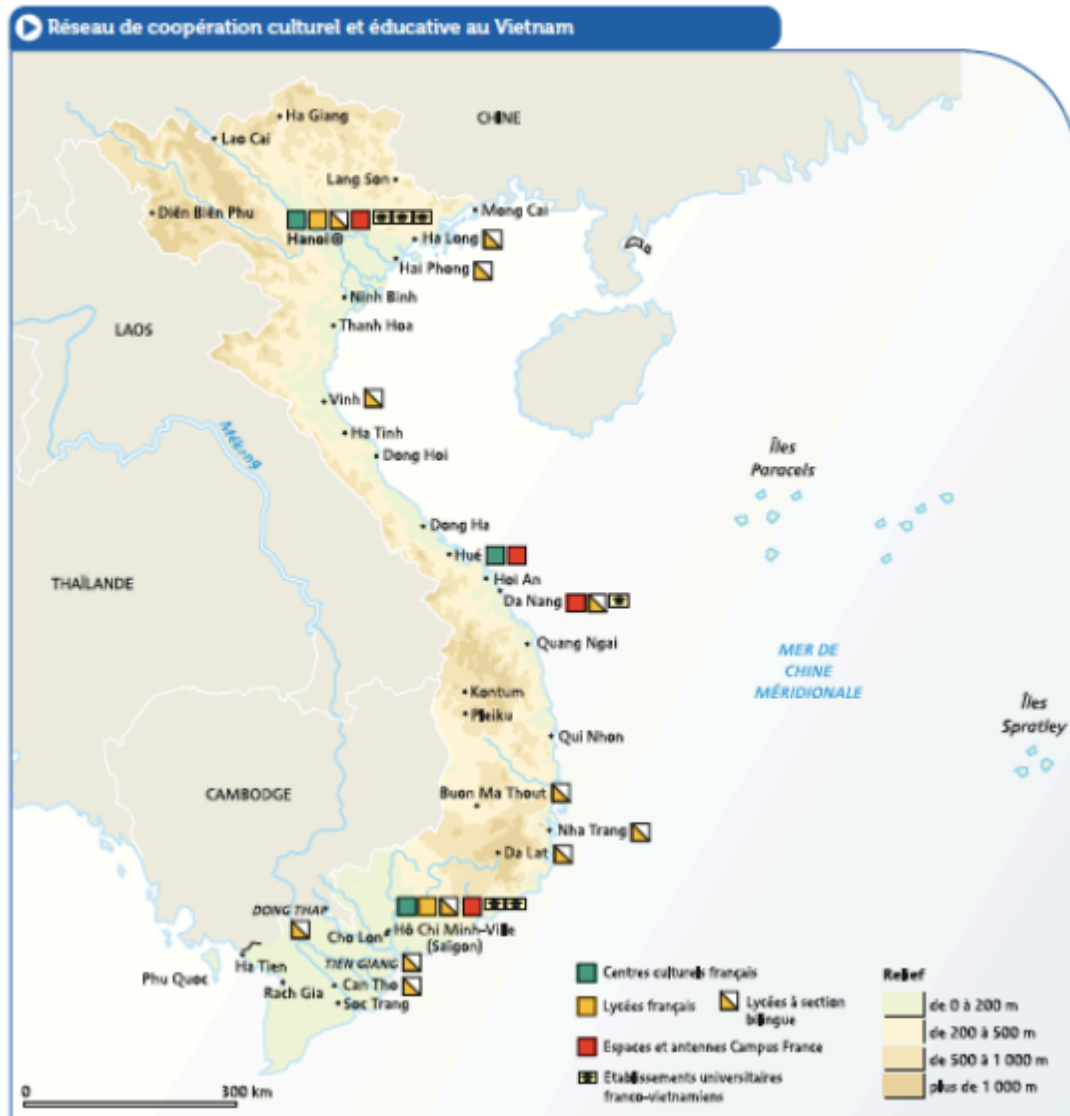 Réseau de coopération culturel et éducative au Vietnam
Ha Giang
CHINE
Lao Cai
Lang Son
Diên Biên Phu
Mong Cai
Hanoi
Ha Long
Hai Phong
Ninh Binh
LAOS
Thanh Hoa
Vinh
Mékong
Ha Tinh
Dong Hoi
Îles
Paracels
Dong Ha
Hué
THAÏLANDE
Hoi An
Da Nang
Quang Ngai
MER DE
CHINE
MÉRIDIONALE
Kontum
Pleiku
Îles
Spratley
Qui Nhon
CAMBODGE
Buon Ma Thout
Nha Trang
Da Lat
DONG THAP
Cho Lon
Hô Chi Minh-Ville
(Saïgon)
Ha Tien
TIEN GIANG
Phu Quoc
Rach Gia
Can Tho
Soc Trang
Centres culturels français
Lycées français
Lycées à section
bilingue
Espaces et antennes Campus France
Etablissements universitaires
franco-vietnamiens
Relief
de 0 à 200 m
de 200 à 500 m
de 500 à 1 000 m
plus de 1 000 m
0 300 km